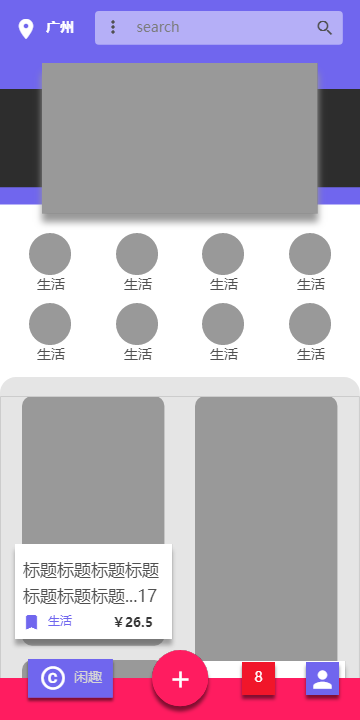 广州
search
生活 生活 生活 生活
生活 生活 生活 生活
标题标题标题标题
标题标题标题...17
生活 ￥26.5
© 闲趣
8